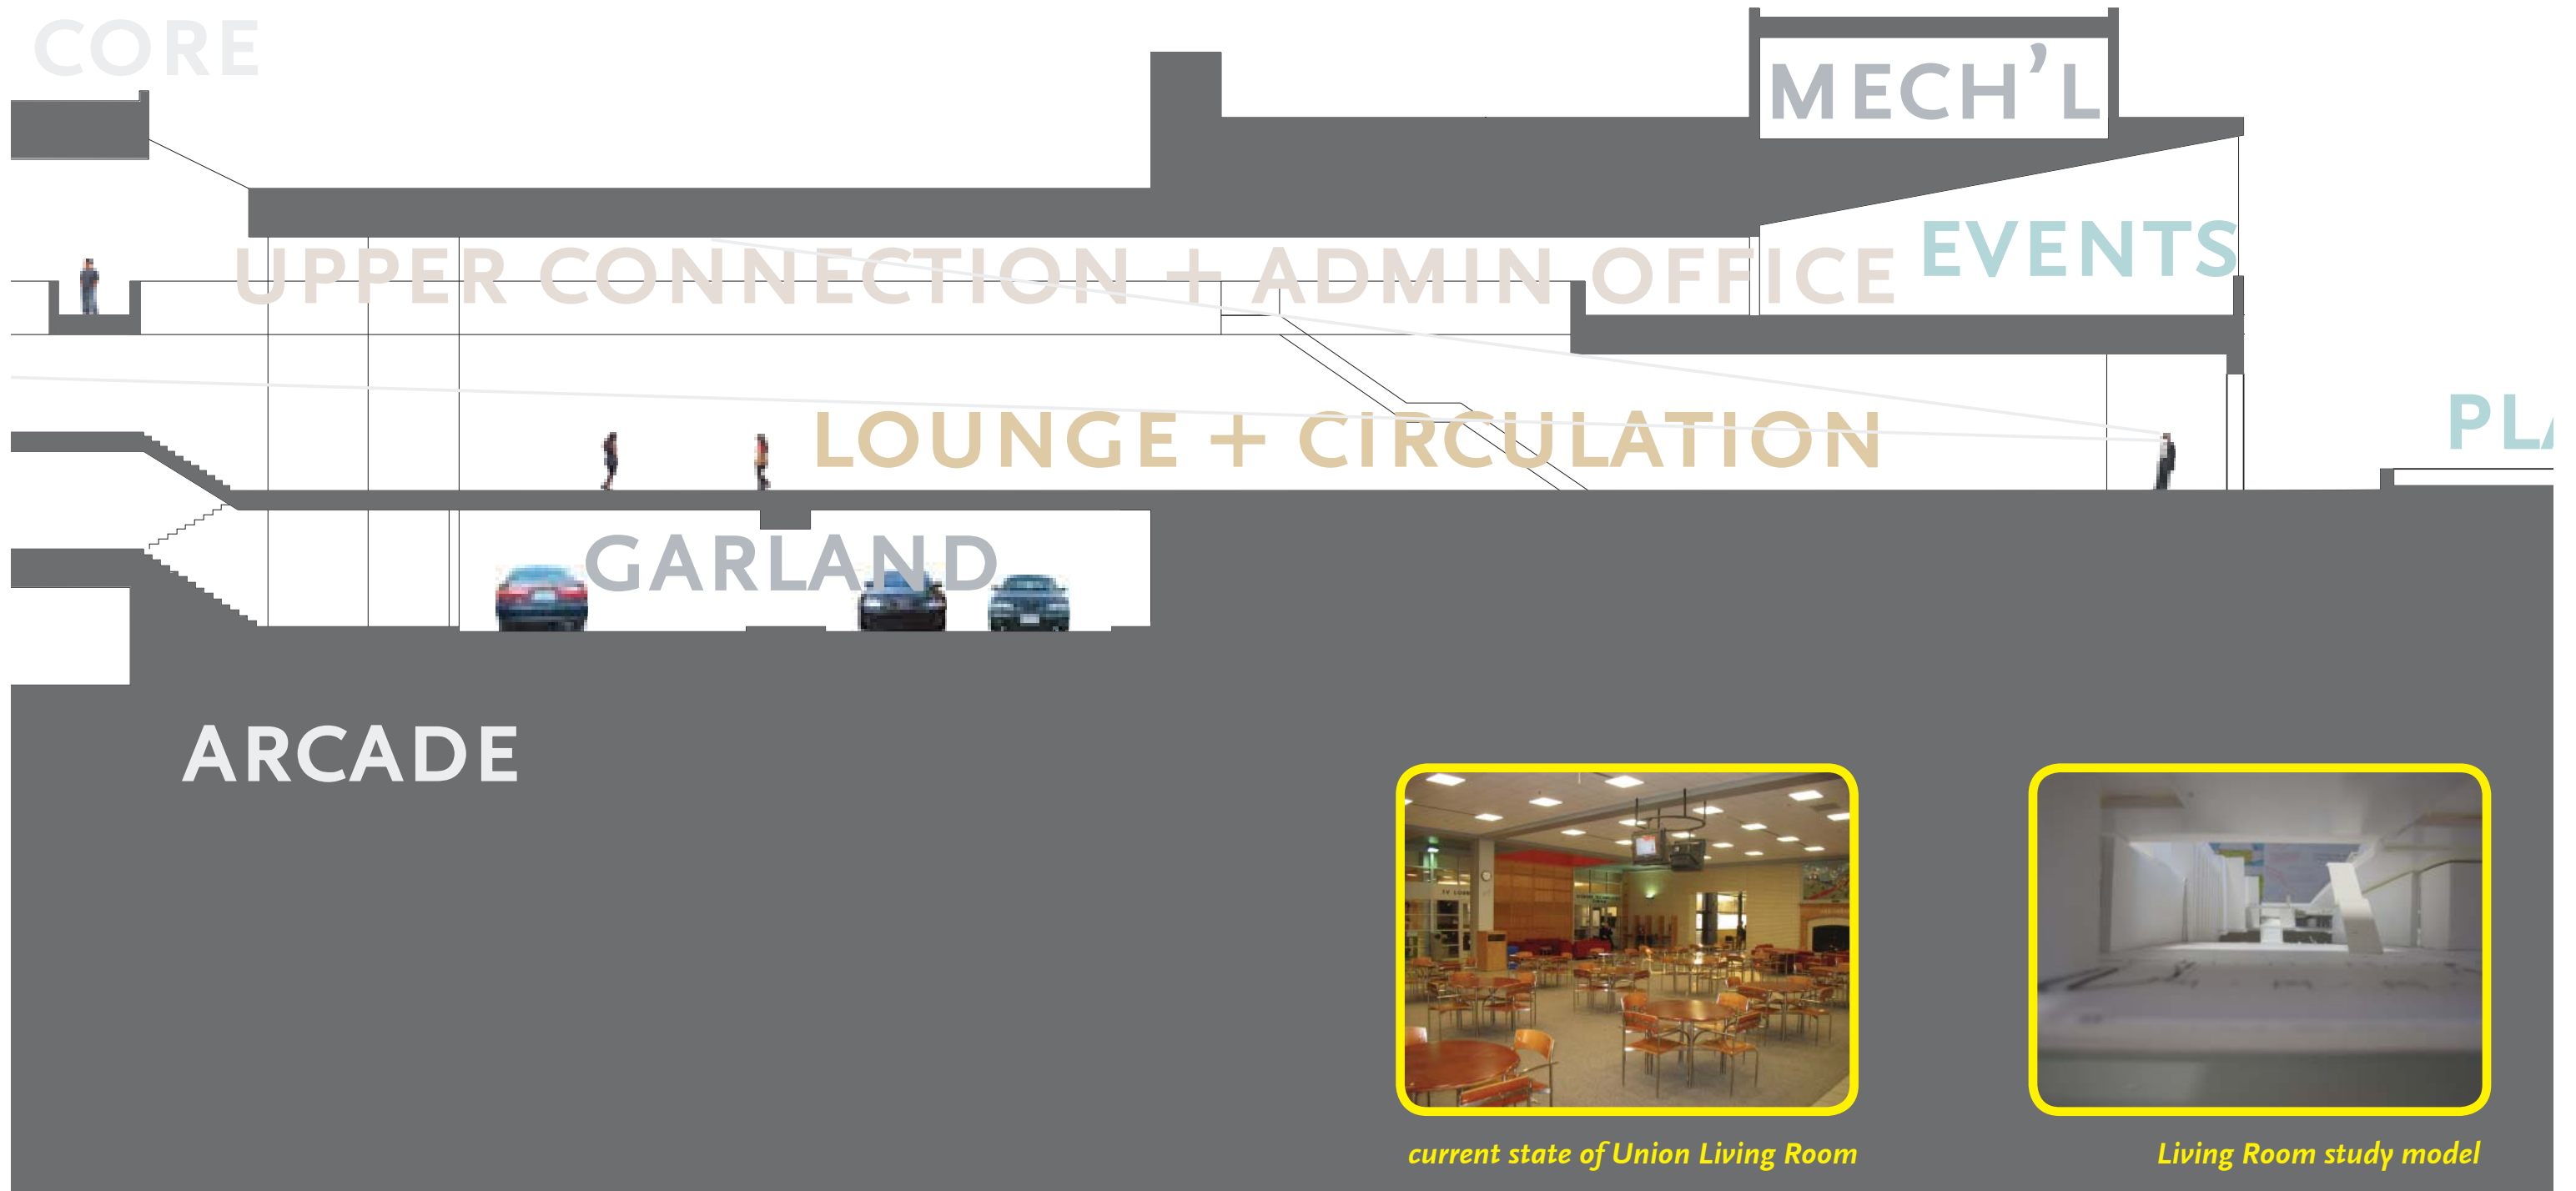 CORE
MECH’L
UPPER CONNECTION + ADMIN OFFICE
EVENTS
LOUNGE + CIRCULATION
PLA
GARLAND
ARCADE
current state of Union Living Room
Living Room study model